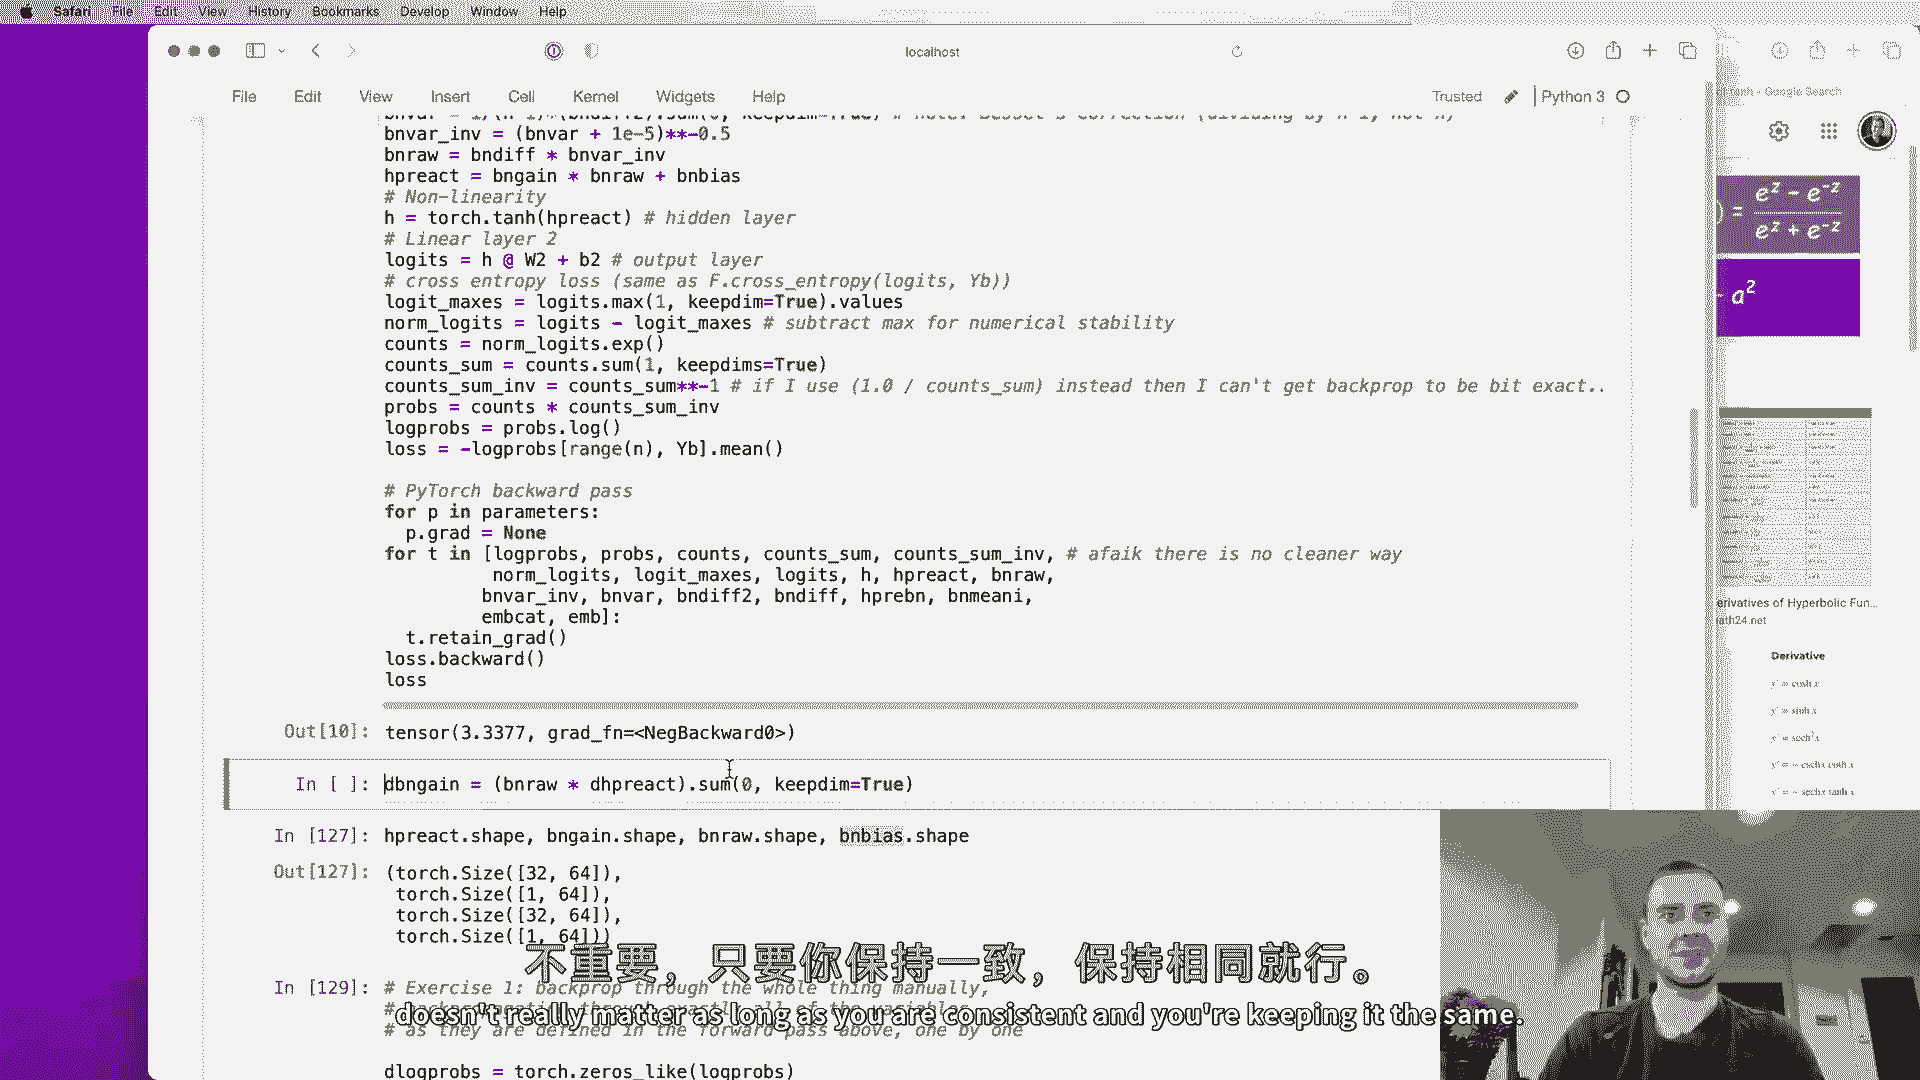 Safari File Edit View History Bookmarks Develop Window Help
localhost
File Edit View Insert Cell Kernel Widgets Help
Trusted Python 3
bnvar_inv = (bnvar + 1e-5)**-0.5
bnraw = bndiff * bnvar_inv
hpreact = bngain * bnraw + bnbias
# Non-linearity
h = torch.tanh(hpreact) # hidden layer
# Linear layer 2
logits = h @ W2 + b2 # output layer
# cross entropy loss (same as F.cross_entropy(logits, Yb))
logit_maxes = logits.max(1, keepdim=True).values
norm_logits = logits - logit_maxes # subtract max for numerical stability
counts = norm_logits.exp()
counts_sum = counts.sum(1, keepdims=True)
counts_sum_inv = counts_sum**-1 # if I use (1.0 / counts_sum) instead then I can't get backprop to be bit exact..
probs = counts * counts_sum_inv
logprobs = probs.log()
loss = -logprobs[range(n), Yb].mean()
# PyTorch backward pass
for p in parameters:
p.grad = None
for t in [logprobs, probs, counts, counts_sum, counts_sum_inv, # afaik there is no cleaner way
norm_logits, logit_maxes, logits, h, hpreact, bnraw,
bnvar_inv, bnvar, bndiff2, bndiff, hprebn, bnmeani,
embcat, emb]:
t.retain_grad()
loss.backward()
loss
Out[10]: tensor(3.3377, grad_fn=<NegBackward0>)
In [ ]: dbngain = (bnraw * dhpreact).sum(0, keepdim=True)
In [127]: hpreact.shape, bngain.shape, bnraw.shape, bnbias.shape
Out[127]: (torch.Size([32, 64]),
torch.Size([1, 64]),
torch.Size([32, 64]),
torch.Size([1, 64]))
In [129]: # Exercise 1: backprop through the whole thing manually,
# as they are defined in the forward pass above, one by one
dlogprobs = torch.zeros_like(logprobs)
不重要，只要你保持一致，保持相同就行。
doesn't really matter as long as you are consistent and you're keeping it the same.
tanh - Google Search
) = e^z - e^-z
e^z + e^-z
- a²
erivatives of Hyperbolic Fun...
ath24.net
Derivative
y' = cosh x
y' = sinh x
y' = sech² x
y' = - csch x coth x
y' = - sech x tanh x